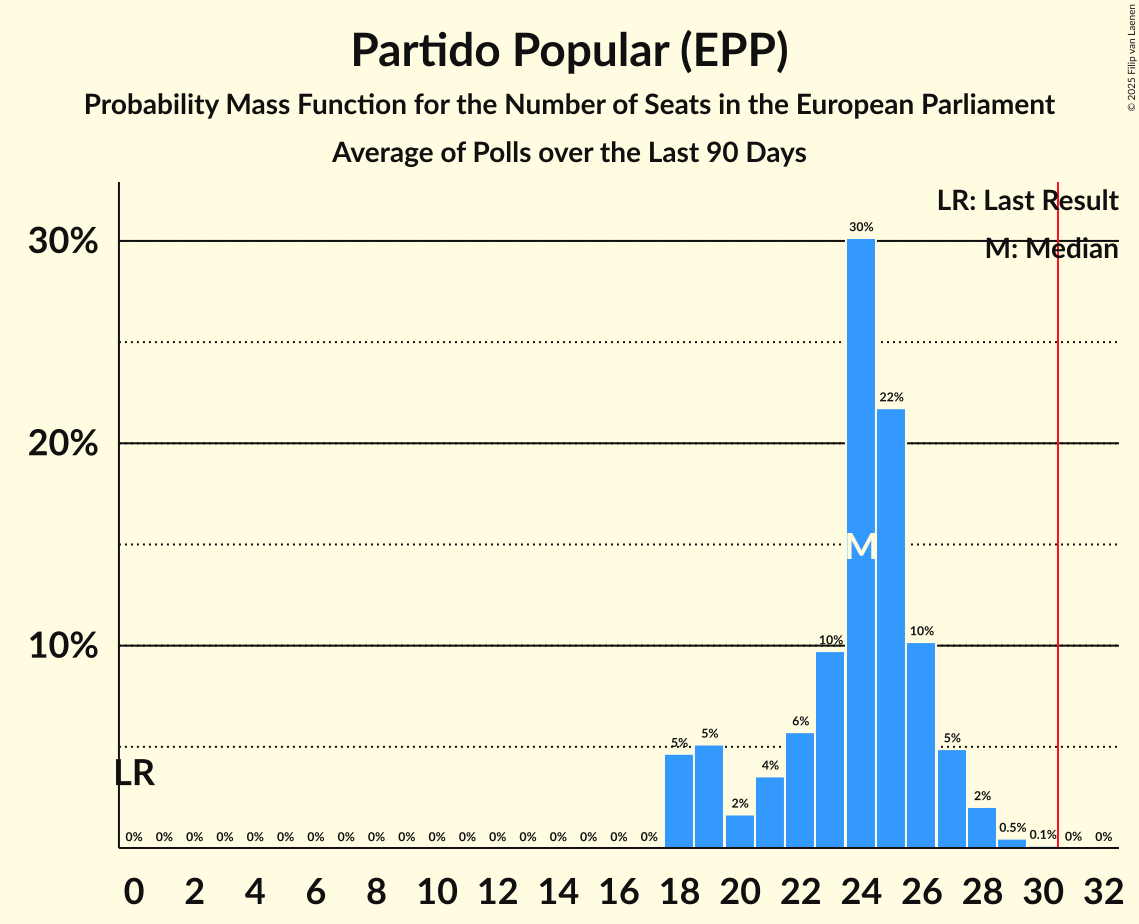 Partido Popular (EPP)
Probability Mass Function for the Number of Seats in the European Parliament
Average of Polls over the Last 90 Days
© 2025 Filip van Laenen
LR: Last Result
M: Median
30%
20%
10%
30%
22%
10%
10%
6%
5%
5%
2%
4%
5%
2%
0.5%
0.1%
0% 0%
M
LR
0% 0% 0% 0% 0% 0% 0% 0% 0% 0% 0% 0% 0% 0% 0% 0% 0% 0%
0 2 4 6 8 10 12 14 16 18 20 22 24 26 28 30 32